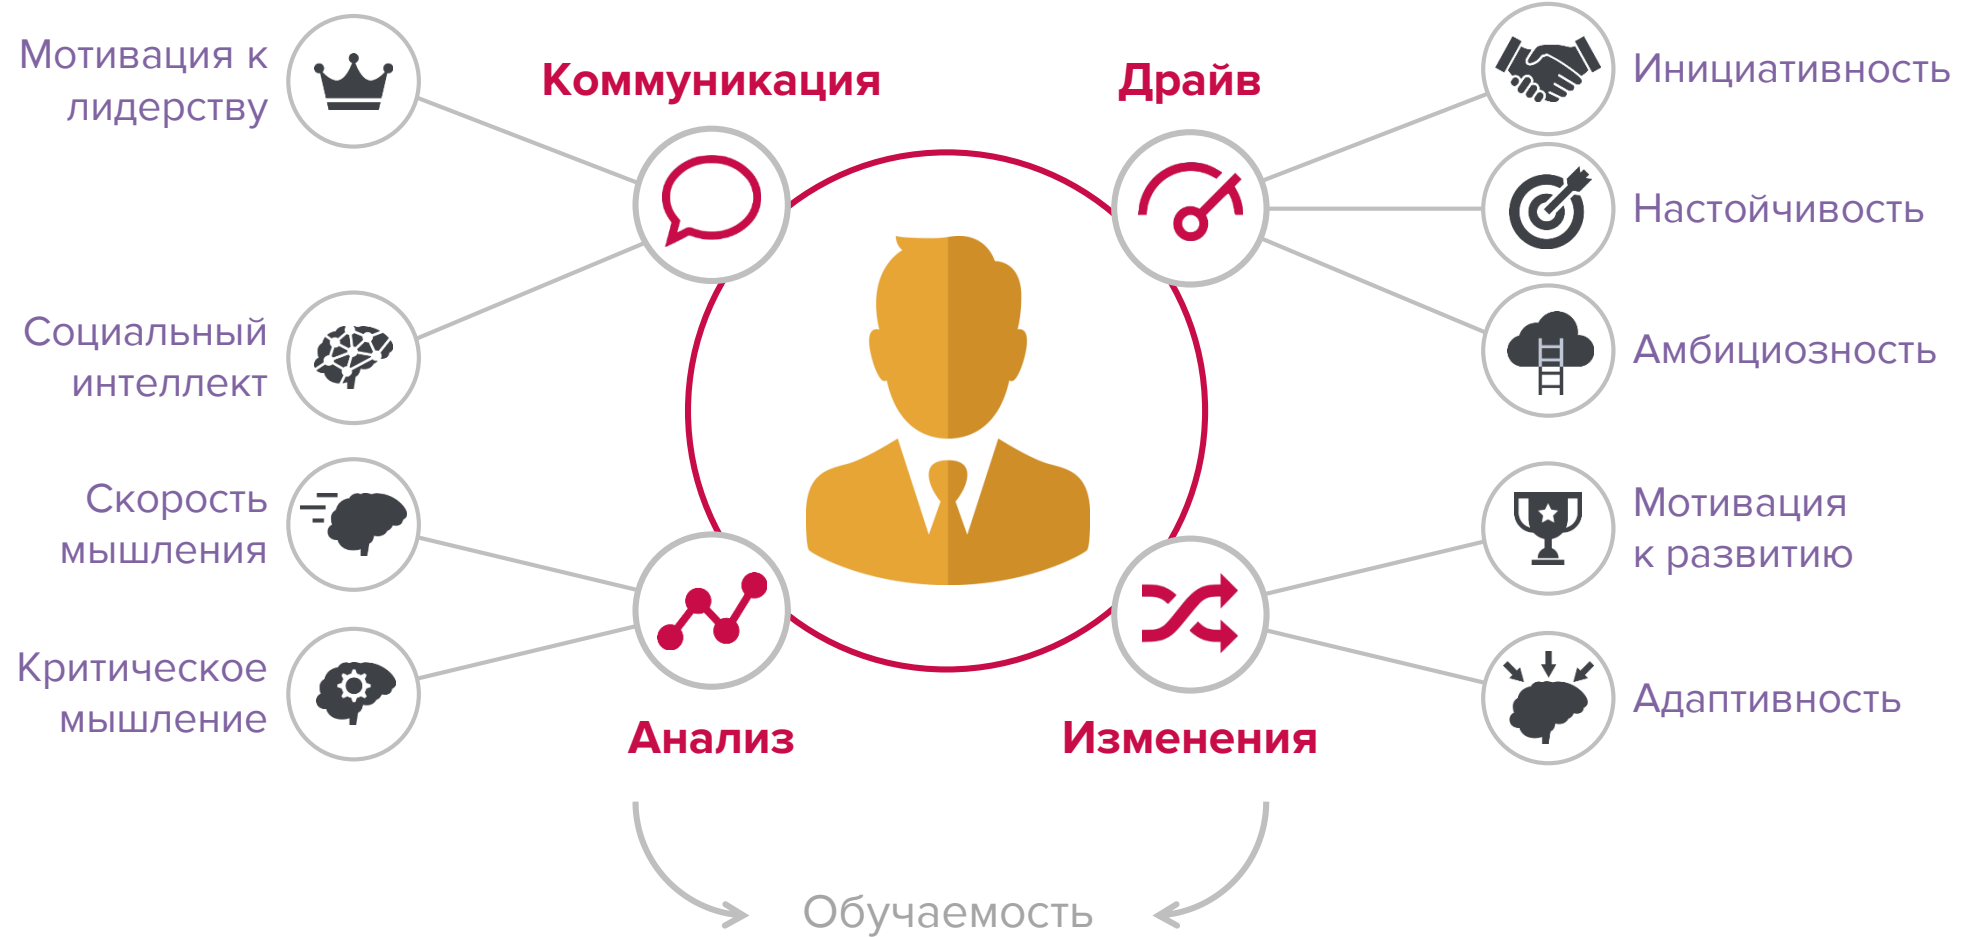 Мотивация к
лидерству
Коммуникация
Драйв
Инициативность
Настойчивость
Социальный
интеллект
Амбициозность
Скорость
мышления
Мотивация
к развитию
Критическое
мышление
Адаптивность
Анализ
Изменения
Обучаемость